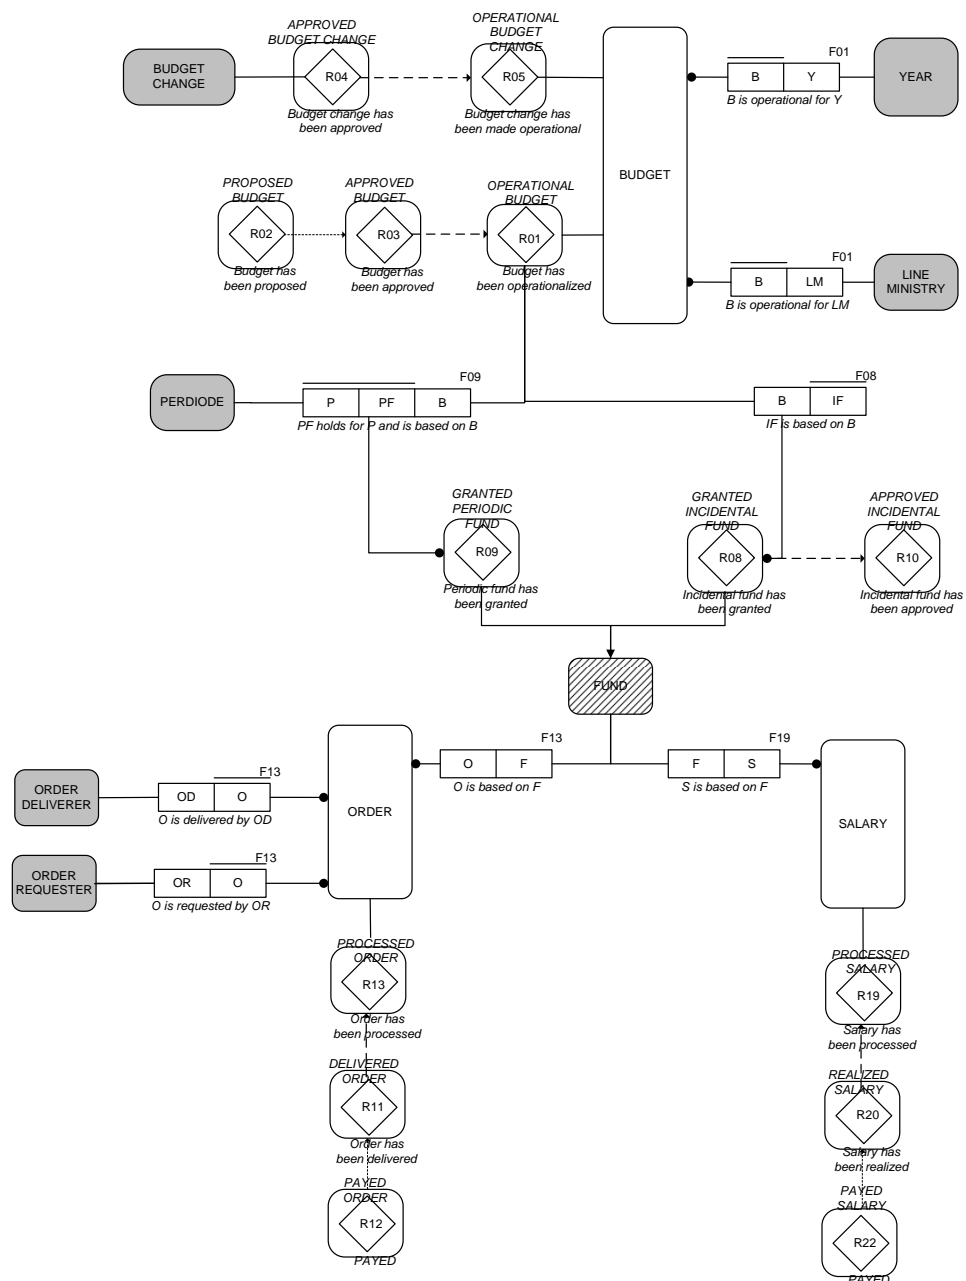 APPROVED
BUDGET CHANGE
OPERATIONAL
BUDGET
CHANGE
BUDGET
CHANGE
R04
R05
Budget change has
been approved
Budget change has
been made operational
F01
B
Y
B is operational for Y
YEAR
BUDGET
PROPOSED
BUDGET
APPROVED
BUDGET
OPERATIONAL
BUDGET
R02
R03
R01
Budget has
been proposed
Budget has
been approved
Budget has
been operationalized
F01
B
LM
B is operational for LM
LINE
MINISTRY
PERDIODE
F09
P
PF
B
PF holds for P and is based on B
F08
B
IF
IF is based on B
GRANTED
PERIODIC
FUND
GRANTED
INCIDENTAL
FUND
APPROVED
INCIDENTAL
FUND
R09
R08
R10
Periodic fund has
been granted
Incidental fund has
been granted
Incidental fund has
been approved
FUND
F13
O
F
O is based on F
F19
F
S
S is based on F
ORDER
DELIVERER
F13
OD
O
O is delivered by OD
ORDER
SALARY
ORDER
REQUESTER
F13
OR
O
O is requested by OR
PROCESSED
ORDER
R13
Order has
been processed
PROCESSED
SALARY
R19
Salary has
been processed
DELIVERED
ORDER
R11
Order has
been delivered
REALIZED
SALARY
R20
Salary has
been realized
PAYED
ORDER
R12
PAYED
PAYED
SALARY
R22
PAYED